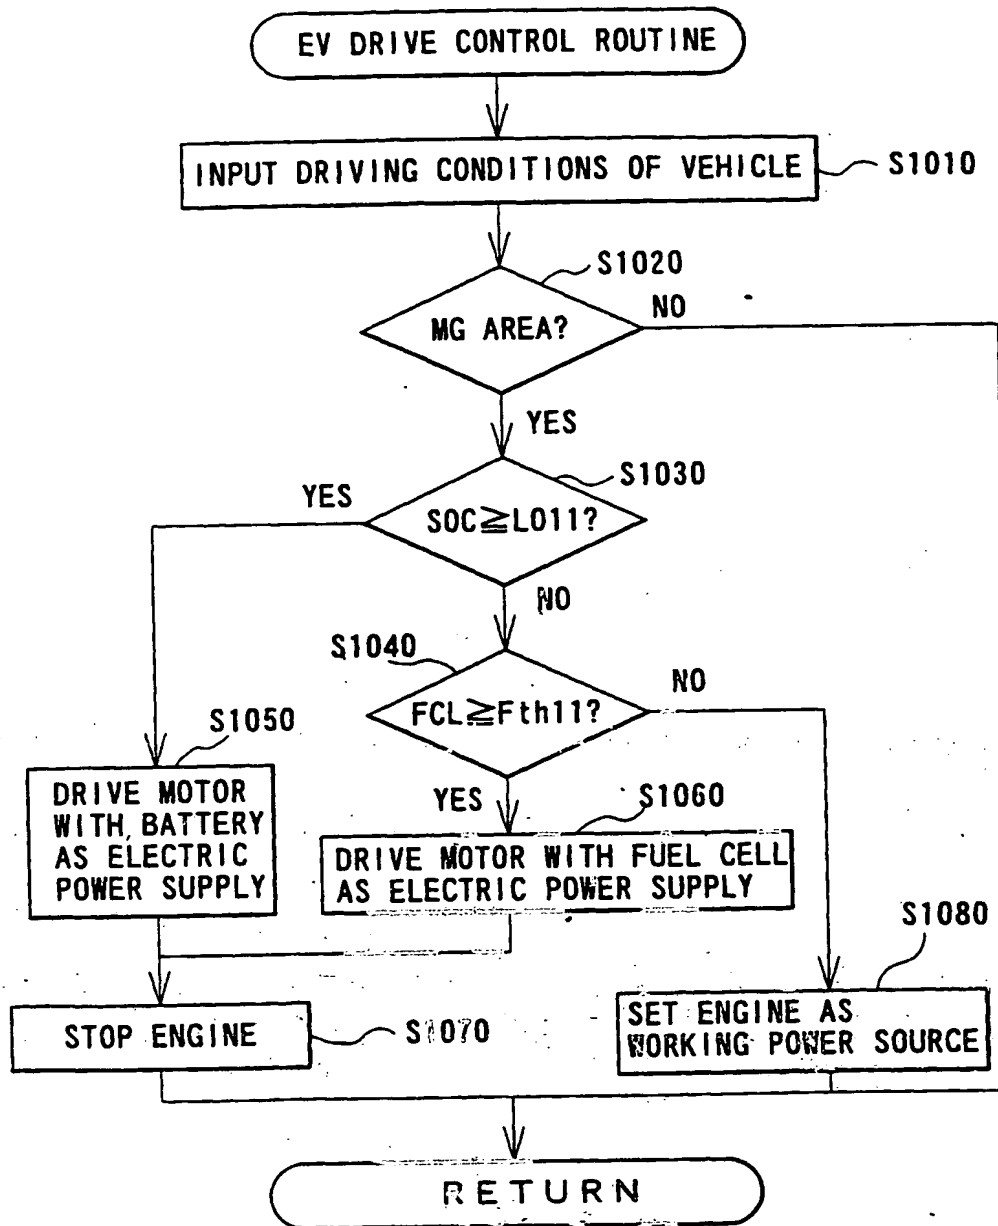 EV DRIVE CONTROL ROUTINE
INPUT DRIVING CONDITIONS OF VEHICLE
S1010
S1020
MG AREA?
NO
YES
S1030
YES
SOC≧LO11?
NO
S1040
NO
FCL≧Fth11?
S1050
YES
S1060
DRIVE MOTOR
WITH BATTERY
AS ELECTRIC
POWER SUPPLY
DRIVE MOTOR WITH FUEL CELL
AS ELECTRIC POWER SUPPLY
S1080
STOP ENGINE
S1070
SET ENGINE AS
WORKING POWER SOURCE
RETURN